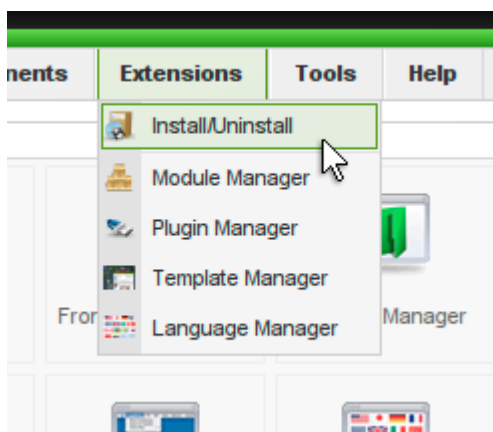 nents Extensions Tools Help
Install/Uninstall
Module Manager
Plugin Manager
Template Manager
Fror Manager
Language Manager